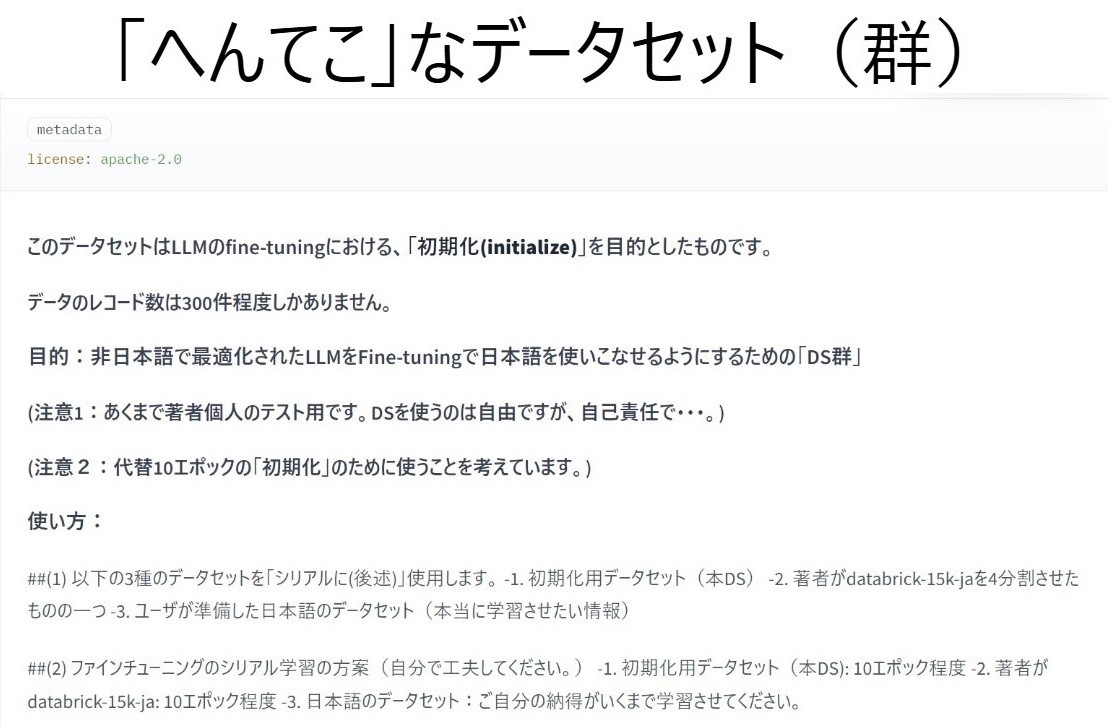 「へんてこ」なデータセット（群）
metadata
license: apache-2.0
このデータセットはLLMのfine-tuningにおける、「初期化(initialize)」を目的としたものです。
データのレコード数は300件程度しかありません。
目的：非日本語で最適化されたLLMをFine-tuningで日本語を使いこなせるようにするための「DS群」
(注意1：あくまで著者個人のテスト用です。DSを使うのは自由ですが、自己責任で・・・。)
(注意２：代替10エポックの「初期化」のために使うことを考えています。)
使い方：
##(1) 以下の3種のデータセットを「シリアルに(後述)」使用します。 -1. 初期化用データセット（本DS） -2. 著者がdatabrick-15k-jaを4分割させた
ものの一つ -3. ユーザが準備した日本語のデータセット（本当に学習させたい情報）
##(2) ファインチューニングのシリアル学習の方案（自分で工夫してください。） -1. 初期化用データセット（本DS): 10エポック程度 -2. 著者が
databrick-15k-ja: 10エポック程度 -3. 日本語のデータセット：ご自分の納得がいくまで学習させてください。